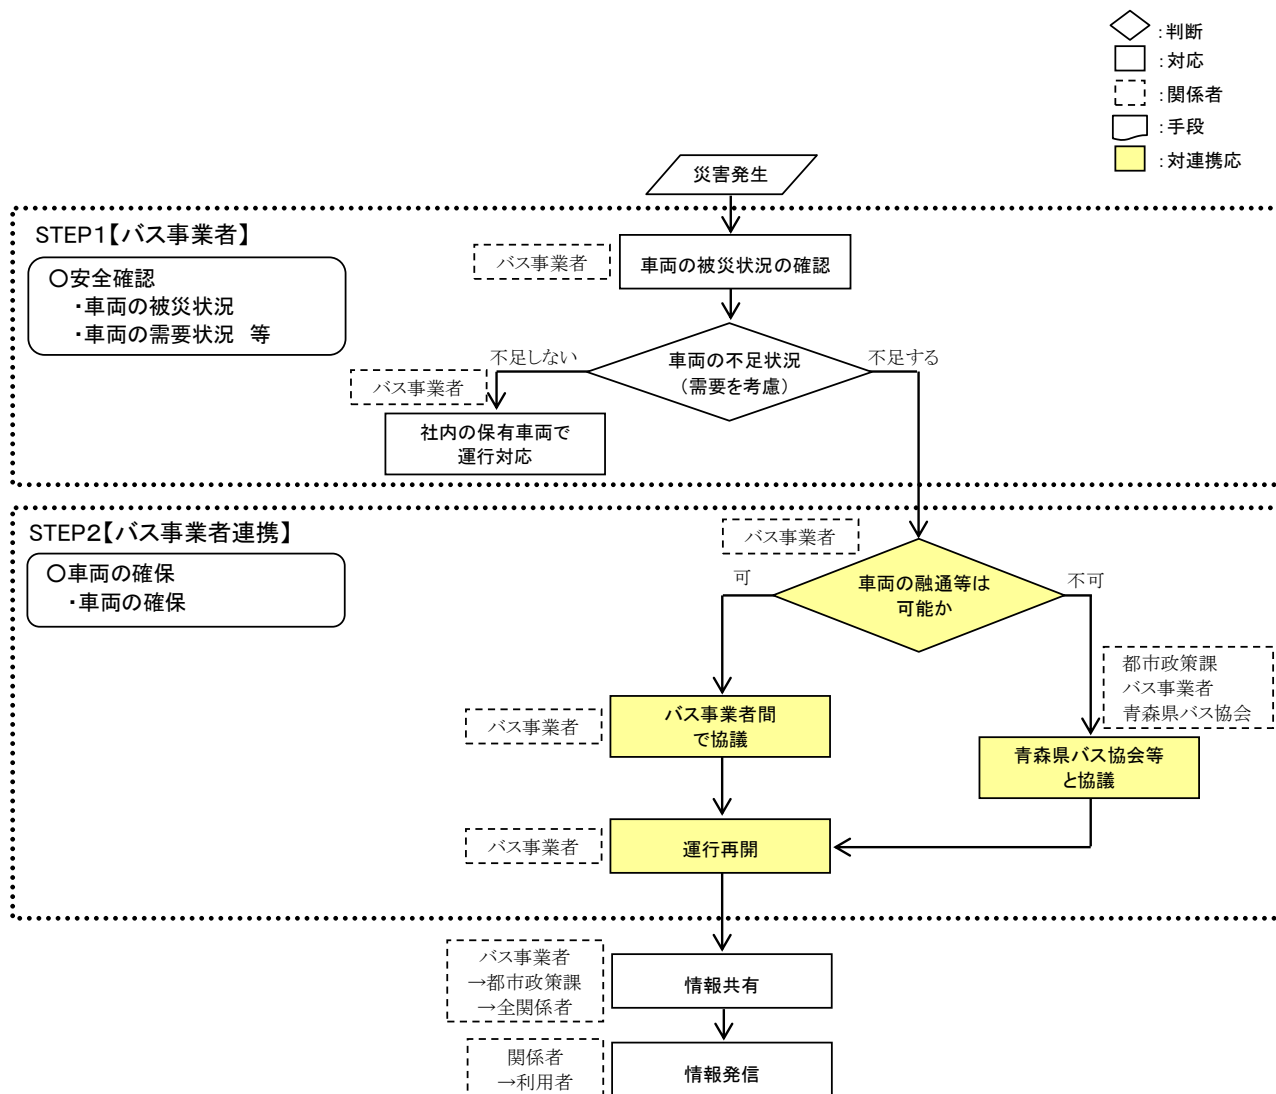 ：判断
：対応
：関係者
：手段
：対連携応
災害発生
STEP1【バス事業者】
○安全確認
・車両の被災状況
・車両の需要状況　等
バス事業者
車両の被災状況の確認
車両の不足状況
（需要を考慮）
不足しない
不足する
バス事業者
社内の保有車両で
運行対応
STEP2【バス事業者連携】
○車両の確保
・車両の確保
バス事業者
車両の融通等は
可能か
可
不可
都市政策課
バス事業者
青森県バス協会
バス事業者
バス事業者間
で協議
青森県バス協会等
と協議
バス事業者
運行再開
バス事業者
→都市政策課
→全関係者
情報共有
関係者
→利用者
情報発信